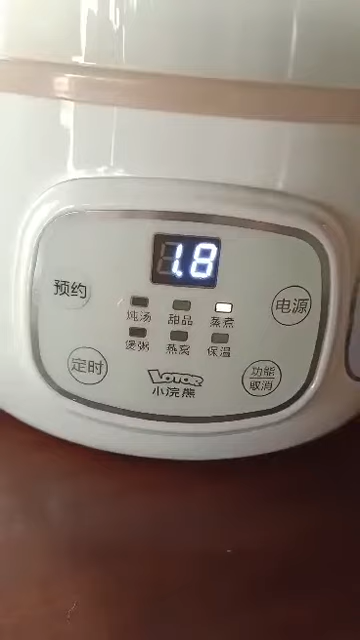 1.8
预约
电源
炖汤 甜品 蒸煮
煲粥 燕窝 保温
定时
功能
取消
Lovor
小浣熊